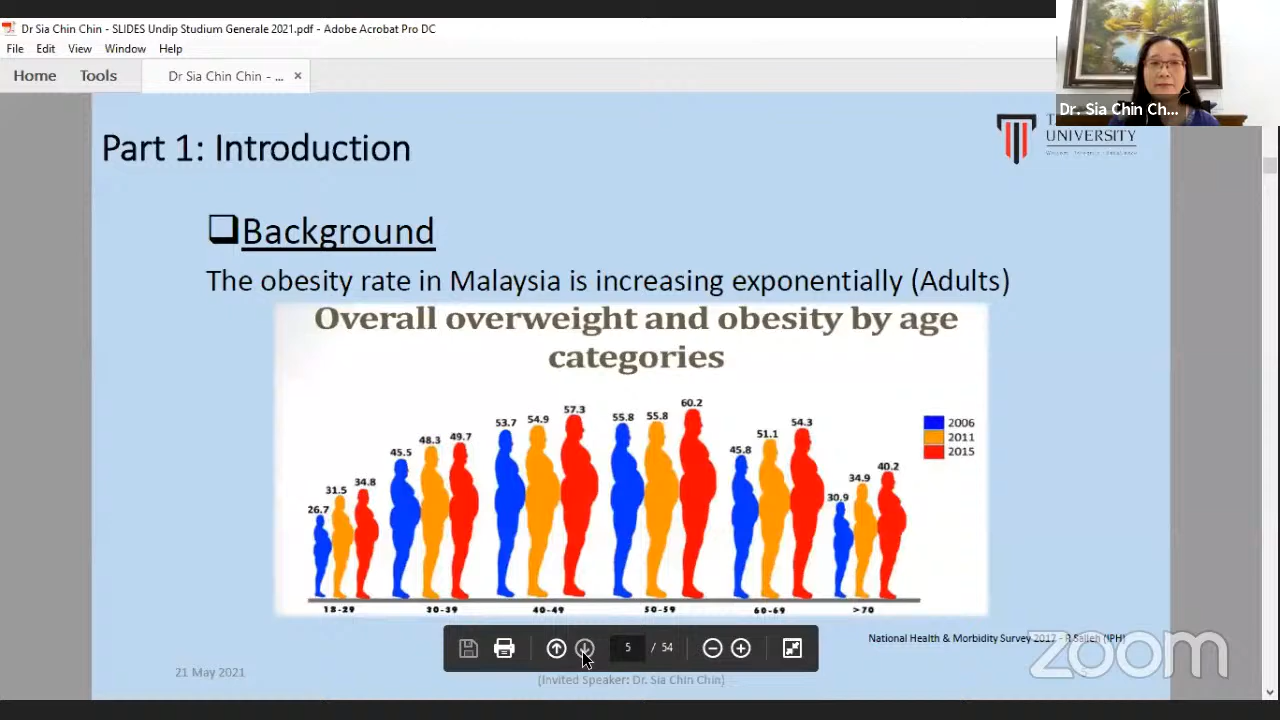 Dr Sia Chin Chin - SLIDES Undip Studium Generale 2021.pdf - Adobe Acrobat Pro DC
File Edit View Window Help
Home Tools Dr Sia Chin Chin - ... ×
Dr. Sia Chin Ch...
UNIVERSITY
Part 1: Introduction
Background
The obesity rate in Malaysia is increasing exponentially (Adults)
Overall overweight and obesity by age
categories
26.7 31.5 34.8 45.5 48.3 49.7 53.7 54.9 57.3 55.8 55.8 60.2 45.8 51.1 54.3 30.9 34.9 40.2
2006
2011
2015
18-29 30-39 40-49 50-59 60-69 >70
National Health & Morbidity Survey 2017 - R Salleh (IPH)
5 / 54
zoom
21 May 2021
(Invited Speaker: Dr. Sia Chin Chin)